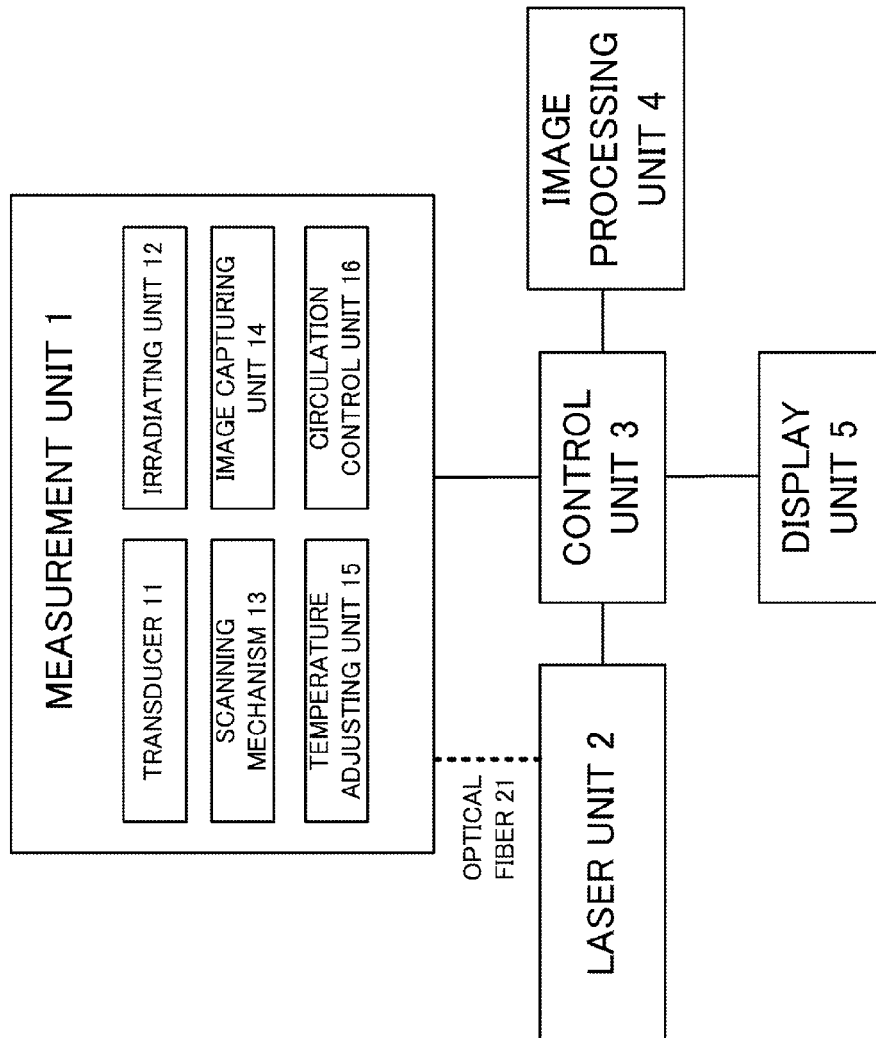 MEASUREMENT UNIT 1
TRANSDUCER 11
IRRADIATING UNIT 12
SCANNING
MECHANISM 13
IMAGE CAPTURING
UNIT 14
TEMPERATURE
ADJUSTING UNIT 15
CIRCULATION
CONTROL UNIT 16
OPTICAL
FIBER 21
LASER UNIT 2
CONTROL
UNIT 3
IMAGE
PROCESSING
UNIT 4
DISPLAY
UNIT 5